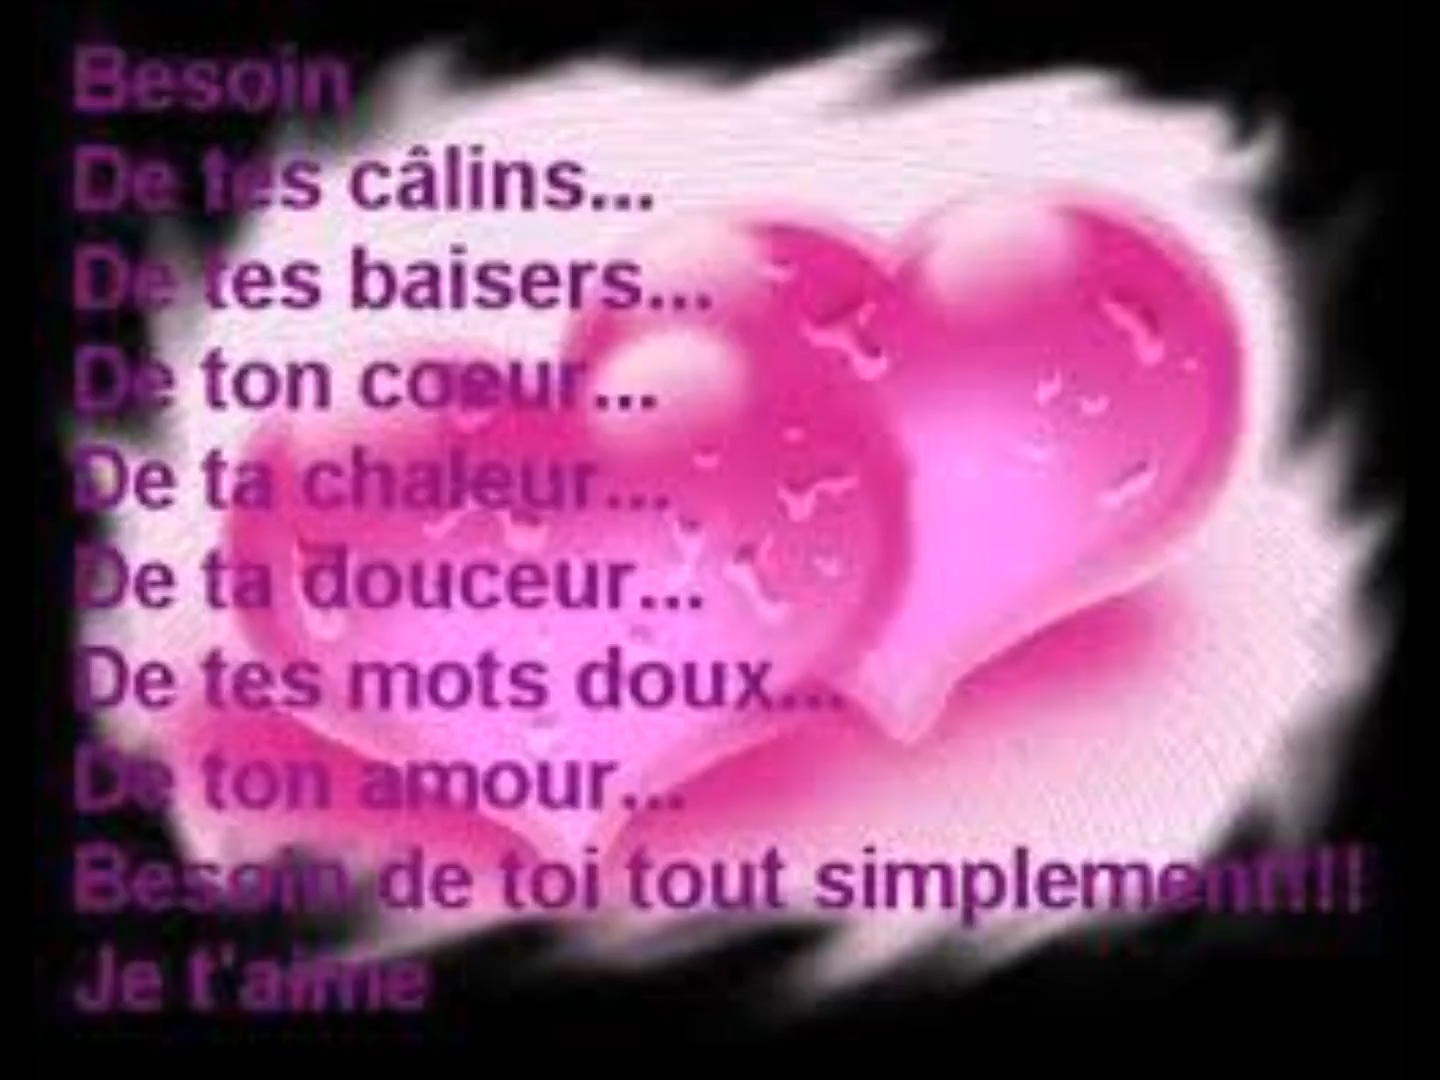 Besoin
De tes câlins...
De tes baisers...
De ton cœur...
De ta chaleur...
De ta douceur...
De tes mots doux...
De ton amour...
Besoin de toi tout simplement!!!!
Je t'aime